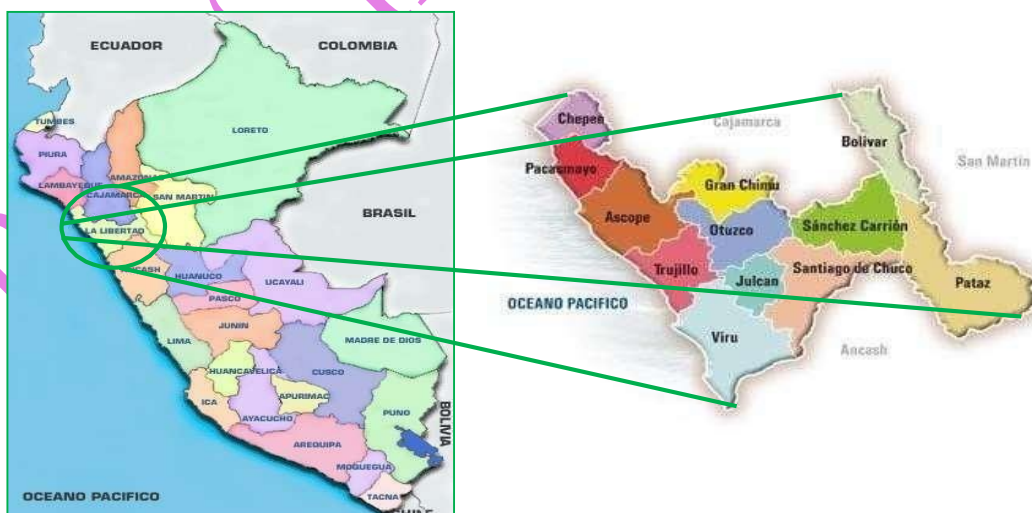 ECUADOR
COLOMBIA
TUMBES
LORETO
PIURA
AMAZONAS
LAMBAYEQUE
CAJAMARCA
SAN MARTIN
BRASIL
LA LIBERTAD
HUANUCO
UCAYALI
PASCO
JUNIN
LIMA
MADRE DE DIOS
HUANCAVELICA
CUSCO
ICA
APURIMAC
AYACUCHO
PUNO
BOLIVIA
AREQUIPA
MOQUEGUA
TACNA
OCEANO PACIFICO
Chepen
Cajamarca
Bolivar
San Martín
Pacasmayo
Gran Chimu
Ascope
Otuzco
Sánchez Carrión
Trujillo
Julcan
Santiago de Chuco
Pataz
OCEANO PACIFICO
Viru
Ancash